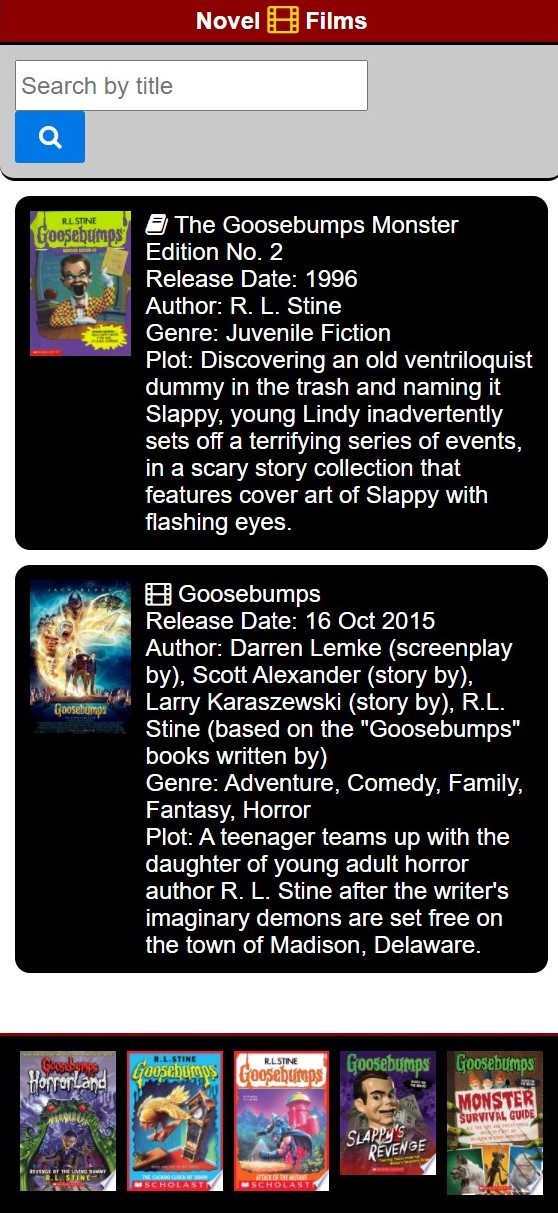 Novel Films
Search by title
R.L. STINE
Goosebumps
The Goosebumps Monster
Edition No. 2
Release Date: 1996
Author: R. L. Stine
Genre: Juvenile Fiction
Plot: Discovering an old ventriloquist
dummy in the trash and naming it
Slappy, young Lindy inadvertently
sets off a terrifying series of events,
in a scary story collection that
features cover art of Slappy with
flashing eyes.
Goosebumps
Goosebumps
Release Date: 16 Oct 2015
Author: Darren Lemke (screenplay
by), Scott Alexander (story by),
Larry Karaszewski (story by), R.L.
Stine (based on the "Goosebumps"
books written by)
Genre: Adventure, Comedy, Family,
Fantasy, Horror
Plot: A teenager teams up with the
daughter of young adult horror
author R. L. Stine after the writer's
imaginary demons are set free on
the town of Madison, Delaware.
Goosebumps
HorrorLand
REVENGE OF THE LIVING DUMMY
R.L. STINE
R.L. STINE
Goosebumps
THE CUCKOO CLOCK OF DOOM
SCHOLASTIC
R.L. STINE
Goosebumps
ATTACK OF THE MUTANT
SCHOLASTIC
Goosebumps
SLAPPY'S
REVENGE
Goosebumps
MONSTER
SURVIVAL GUIDE